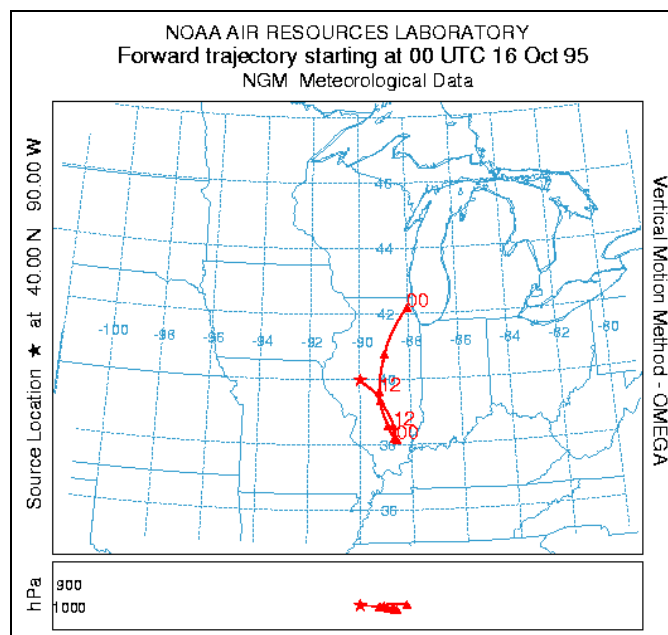 NOAA AIR RESOURCES LABORATORY
Forward trajectory starting at 00 UTC 16 Oct 95
NGM Meteorological Data
Source Location ★ at 40.00 N 90.00 W
Vertical Motion Method - OMEGA
46
44
00
42
-100 -98 -96 -94 -92 -90 -88 -86 -84 -82 -80
40
12
12
00
38
36
hPa
900
1000